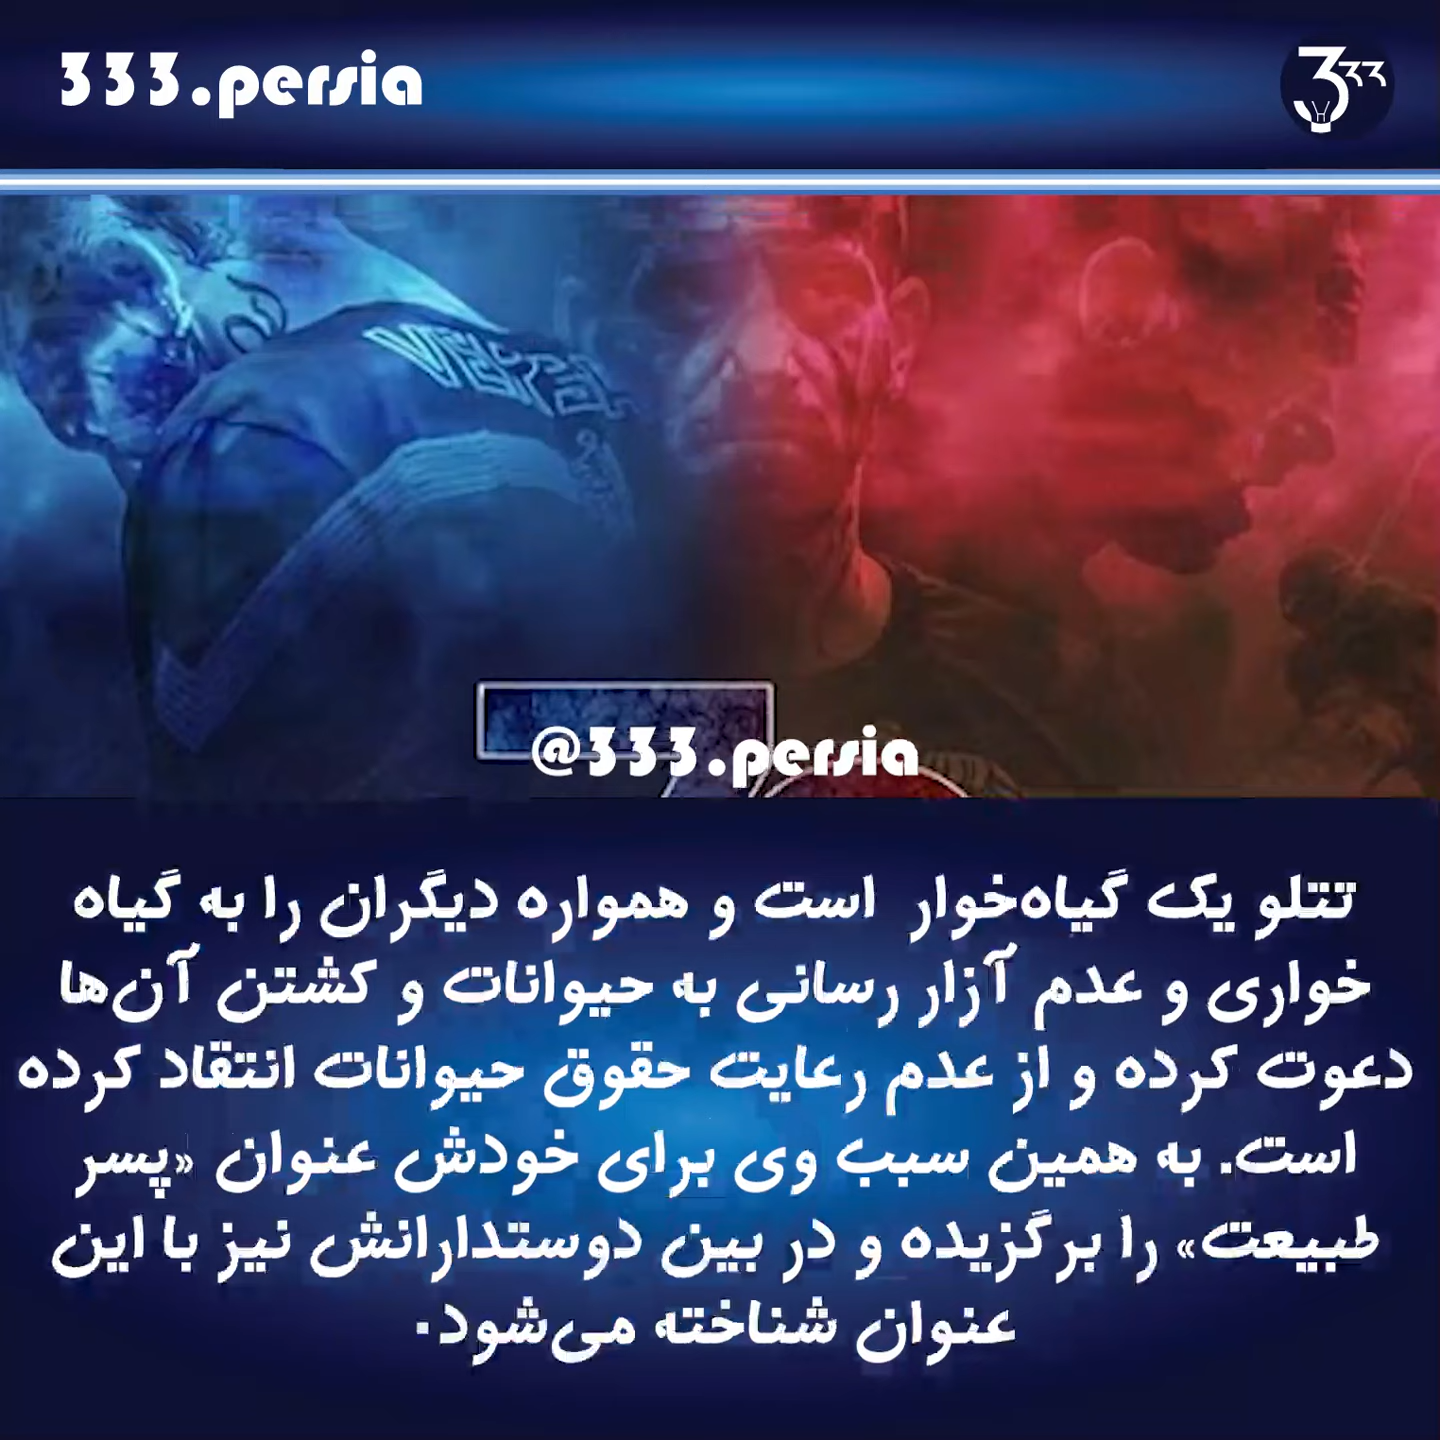 333.persia
333
@333.persia
تتلو یک گیاه‌خوار است و همواره دیگران را به گیاه
خواری و عدم آزار رسانی به حیوانات و کشتن آن‌ها
دعوت کرده و از عدم رعایت حقوق حیوانات انتقاد کرده
است. به همین سبب وی برای خودش عنوان «پسر
طبیعت» را برگزیده و در بین دوستدارانش نیز با این
عنوان شناخته می‌شود.